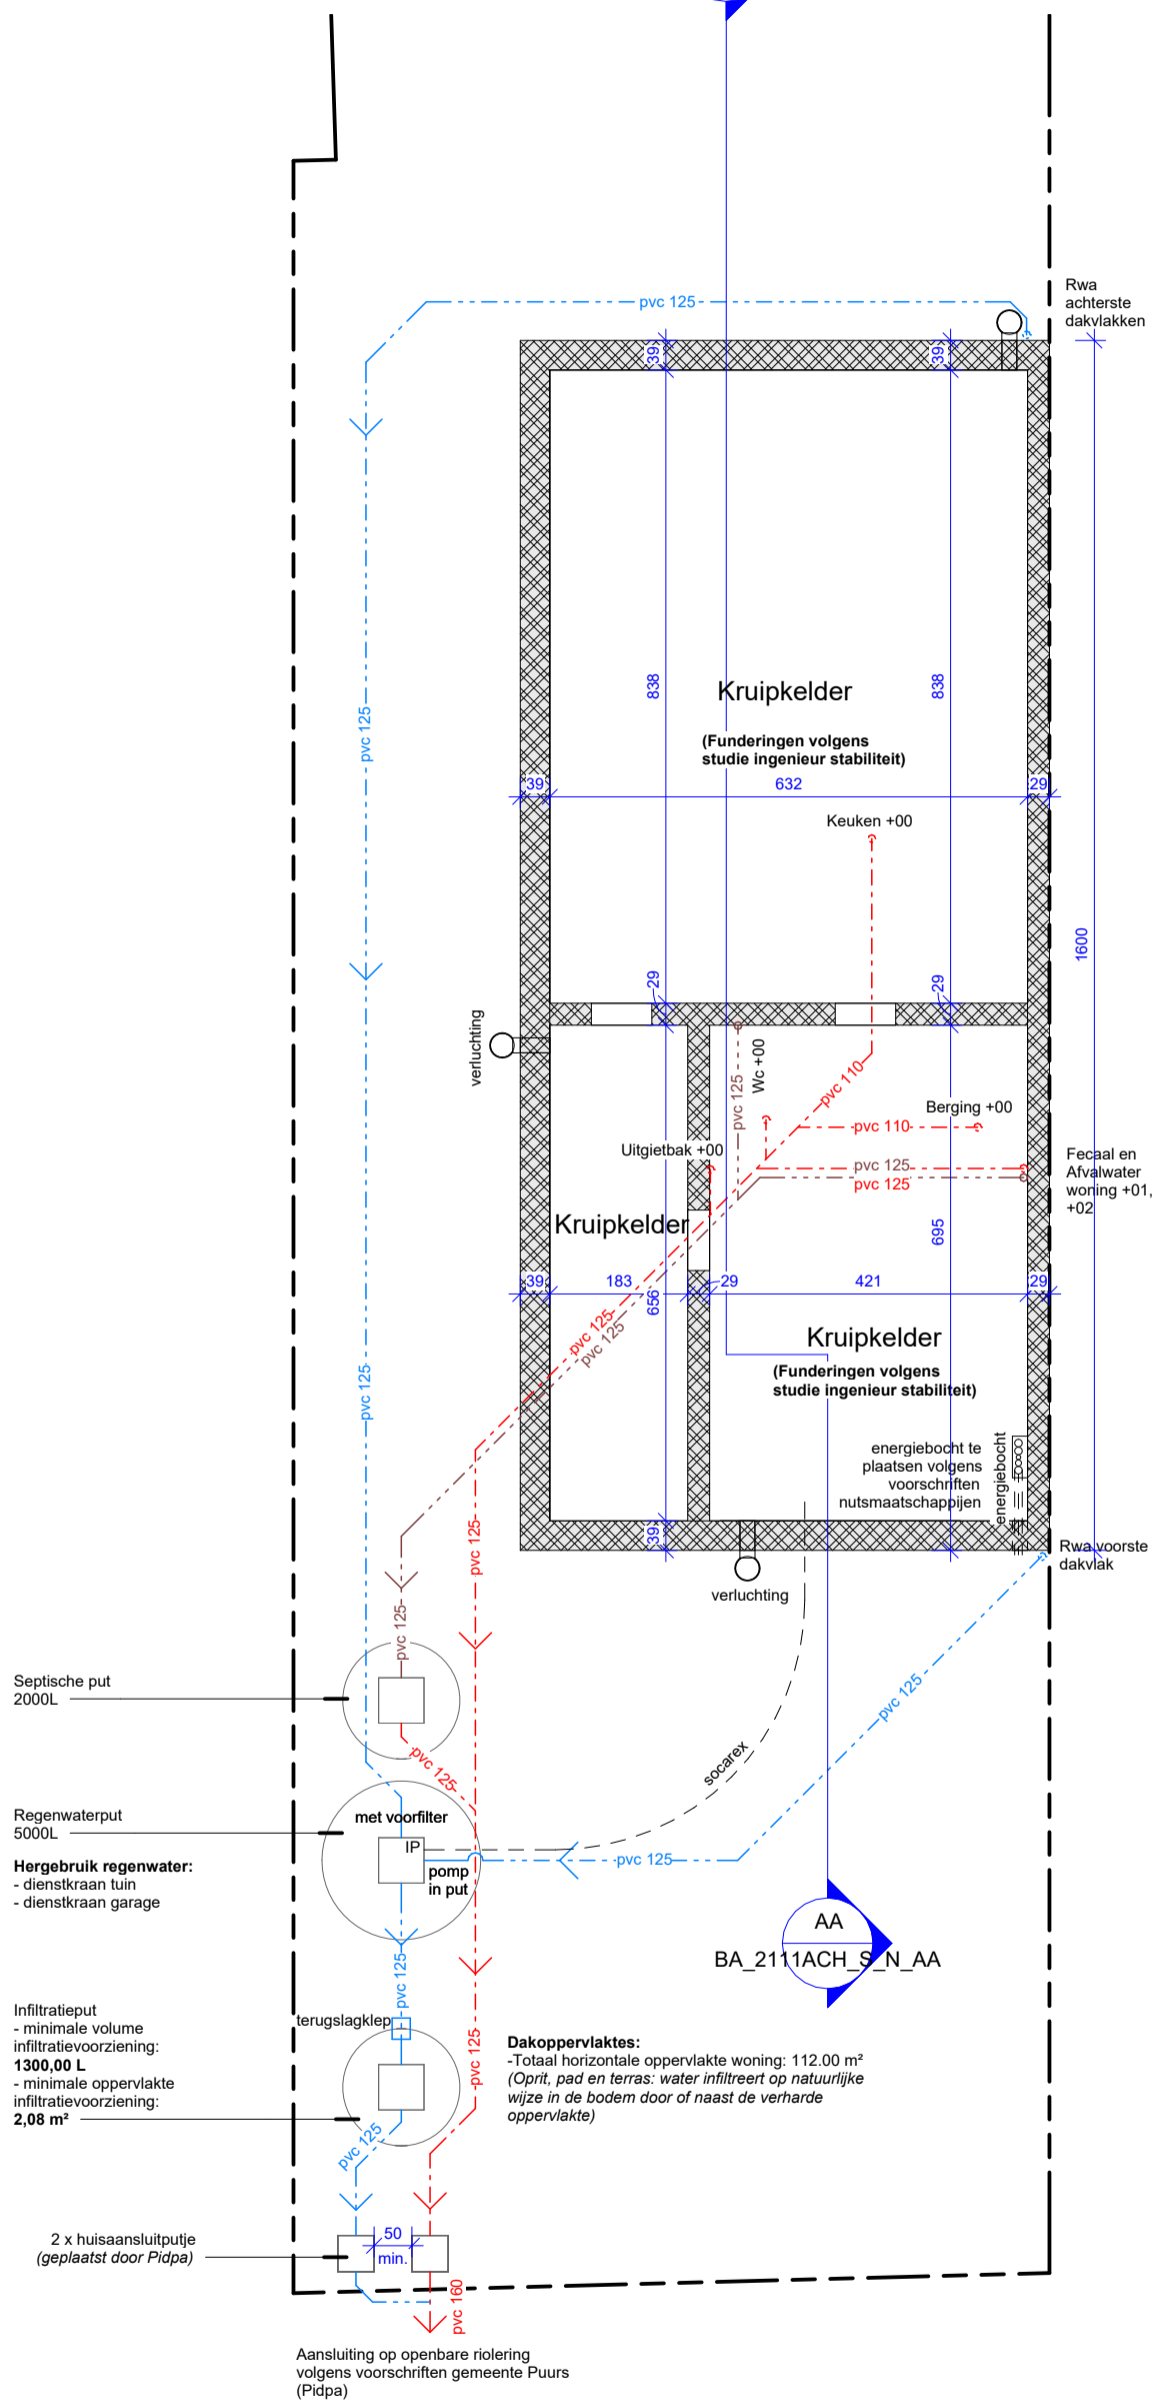 pvc 125
Rwa
achterste
dakvlakken
39
39
pvc 125
838
838
Kruipkelder
(Funderingen volgens
studie ingenieur stabiliteit)
39
632
29
Keuken +00
1600
29
29
verluchting
Wc +00
pvc 125
pvc 110
Berging +00
pvc 110
Uitgietbak +00
Fecaal en
Afvalwater
woning +01,
+02
pvc 125
pvc 125
Kruipkelder
695
39
183
29
421
29
656
pvc 125
pvc 125
Kruipkelder
(Funderingen volgens
studie ingenieur stabiliteit)
pvc 125
energiebocht te
plaatsen volgens
voorschriften
nutsmaatschappijen
energiebocht
39
pvc 125
Rwa voorste
dakvlak
verluchting
pvc 125
Septische put
2000L
pvc 125
pvc 125
socarex
Regenwaterput
5000L
met voorfilter
IP
pomp
in put
pvc 125
Hergebruik regenwater:
- dienstkraan tuin
- dienstkraan garage
AA
BA_2111ACH_S_N_AA
pvc 125
Infiltratieput
- minimale volume
infiltratievoorziening:
1300,00 L
- minimale oppervlakte
infiltratievoorziening:
2,08 m²
terugslagklep
pvc 125
Dakoppervlaktes:
-Totaal horizontale oppervlakte woning: 112.00 m²
(Oprit, pad en terras: water infiltreert op natuurlijke
wijze in de bodem door of naast de verharde
oppervlakte)
pvc 125
2 x huisaansluitputje
(geplaatst door Pidpa)
50
min.
pvc 160
Aansluiting op openbare riolering
volgens voorschriften gemeente Puurs
(Pidpa)